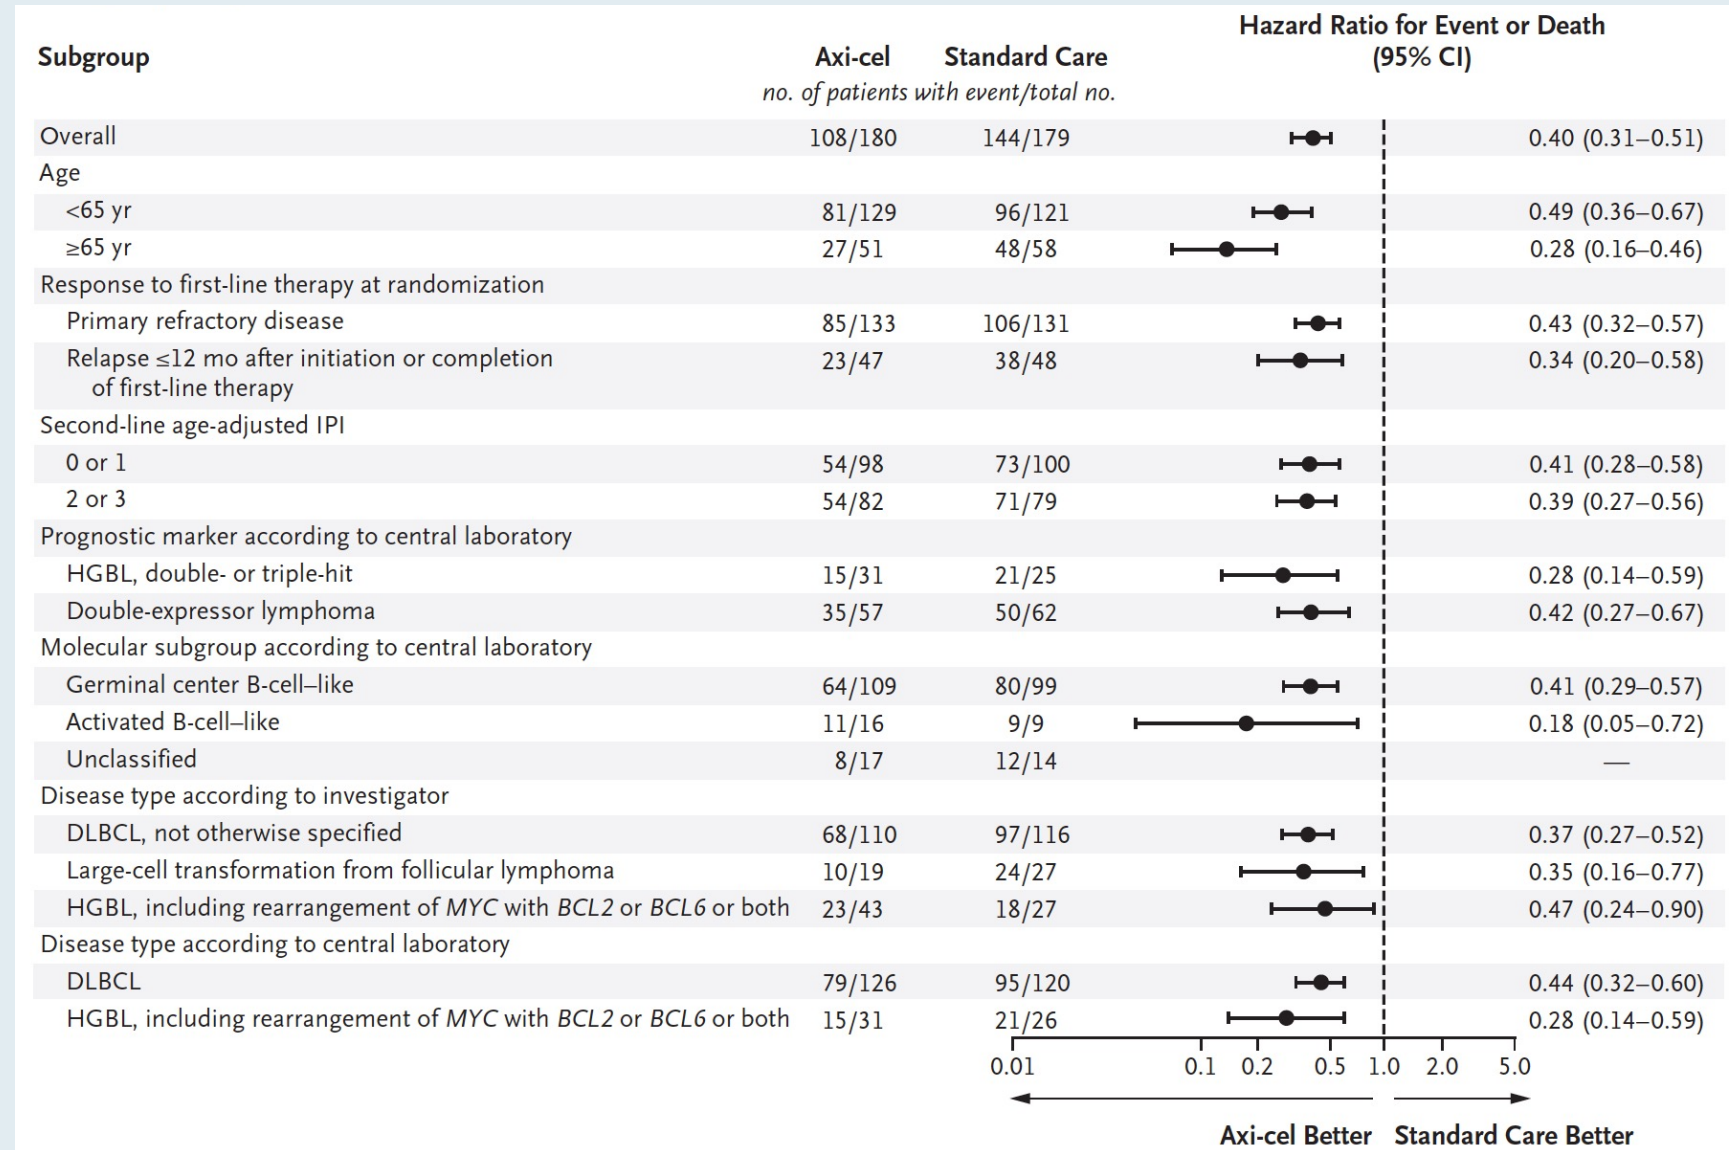 Hazard Ratio for Event or Death
Subgroup Axi-cel Standard Care (95% CI)
no. of patients with event/total no.
Overall 108/180 144/179 0.40 (0.31–0.51)
Age
<65 yr 81/129 96/121 0.49 (0.36–0.67)
≥65 yr 27/51 48/58 0.28 (0.16–0.46)
Response to first-line therapy at randomization
Primary refractory disease 85/133 106/131 0.43 (0.32–0.57)
Relapse ≤12 mo after initiation or completion 23/47 38/48 0.34 (0.20–0.58)
of first-line therapy
Second-line age-adjusted IPI
0 or 1 54/98 73/100 0.41 (0.28–0.58)
2 or 3 54/82 71/79 0.39 (0.27–0.56)
Prognostic marker according to central laboratory
HGBL, double- or triple-hit 15/31 21/25 0.28 (0.14–0.59)
Double-expressor lymphoma 35/57 50/62 0.42 (0.27–0.67)
Molecular subgroup according to central laboratory
Germinal center B-cell–like 64/109 80/99 0.41 (0.29–0.57)
Activated B-cell–like 11/16 9/9 0.18 (0.05–0.72)
Unclassified 8/17 12/14 —
Disease type according to investigator
DLBCL, not otherwise specified 68/110 97/116 0.37 (0.27–0.52)
Large-cell transformation from follicular lymphoma 10/19 24/27 0.35 (0.16–0.77)
HGBL, including rearrangement of MYC with BCL2 or BCL6 or both 23/43 18/27 0.47 (0.24–0.90)
Disease type according to central laboratory
DLBCL 79/126 95/120 0.44 (0.32–0.60)
HGBL, including rearrangement of MYC with BCL2 or BCL6 or both 15/31 21/26 0.28 (0.14–0.59)
0.01 0.1 0.2 0.5 1.0 2.0 5.0
Axi-cel Better Standard Care Better